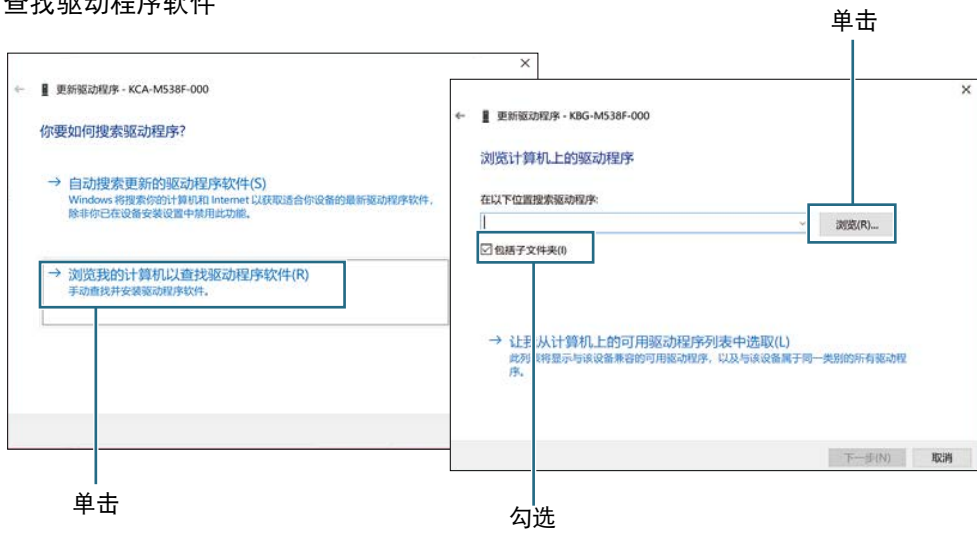 查找驱动程序软件
单击
更新驱动程序 - KCA-M538F-000
你要如何搜索驱动程序?
自动搜索更新的驱动程序软件(S)
Windows 将搜索你的计算机和 Internet 以获取适合你设备的最新驱动程序软件,
除非你已在设备安装设置中禁用此功能。
浏览我的计算机以查找驱动程序软件(R)
手动查找并安装驱动程序软件。
单击
更新驱动程序 - KBG-M538F-000
浏览计算机上的驱动程序
在以下位置搜索驱动程序:
浏览(R)...
包括子文件夹(I)
让我从计算机上的可用驱动程序列表中选取(L)
此列表将显示与该设备兼容的可用驱动程序，以及与该设备属于同一类别的所有驱动程
序。
下一步(N) 取消
勾选